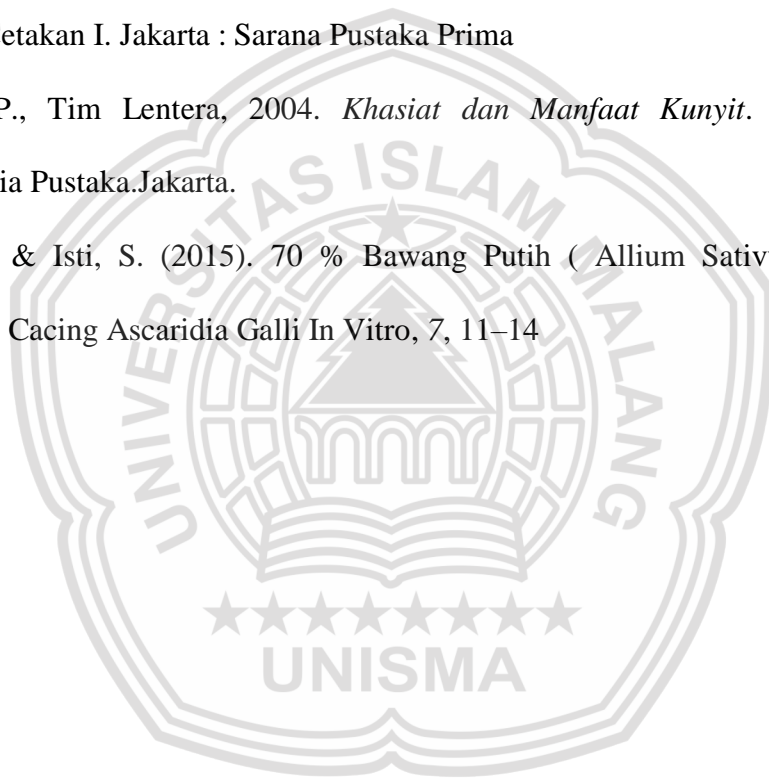 etakan I. Jakarta : Sarana Pustaka Prima
P., Tim Lentera, 2004. Khasiat dan Manfaat Kunyit.
ia Pustaka.Jakarta.
& Isti, S. (2015). 70 % Bawang Putih ( Allium Sativ
Cacing Ascaridia Galli In Vitro, 7, 11–14
UNIVERSITAS ISLAM MALANG
UNISMA